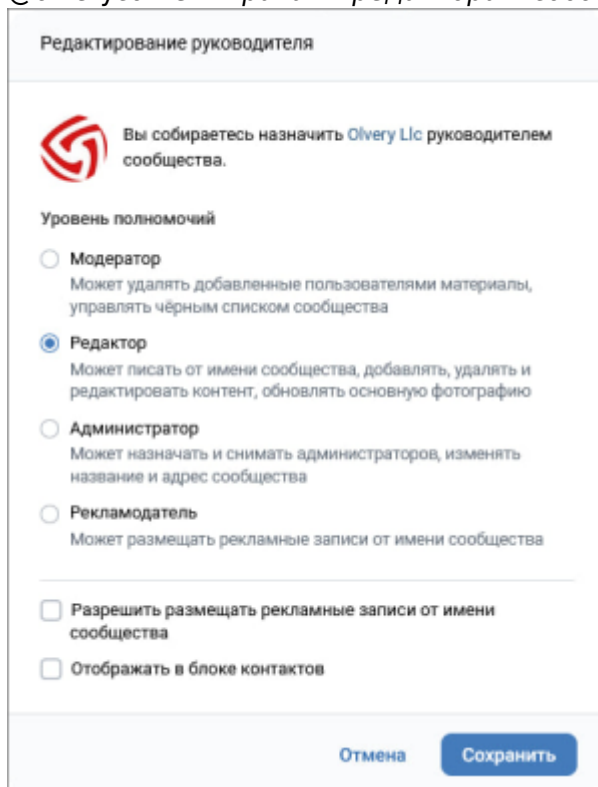 Редактирование руководителя
Вы собираетесь назначить Olvery Llc руководителем
сообщества.
Уровень полномочий
Модератор
Может удалять добавленные пользователями материалы,
управлять чёрным списком сообщества
Редактор
Может писать от имени сообщества, добавлять, удалять и
редактировать контент, обновлять основную фотографию
Администратор
Может назначать и снимать администраторов, изменять
название и адрес сообщества
Рекламодатель
Может размещать рекламные записи от имени сообщества
Разрешить размещать рекламные записи от имени
сообщества
Отображать в блоке контактов
Отмена
Сохранить